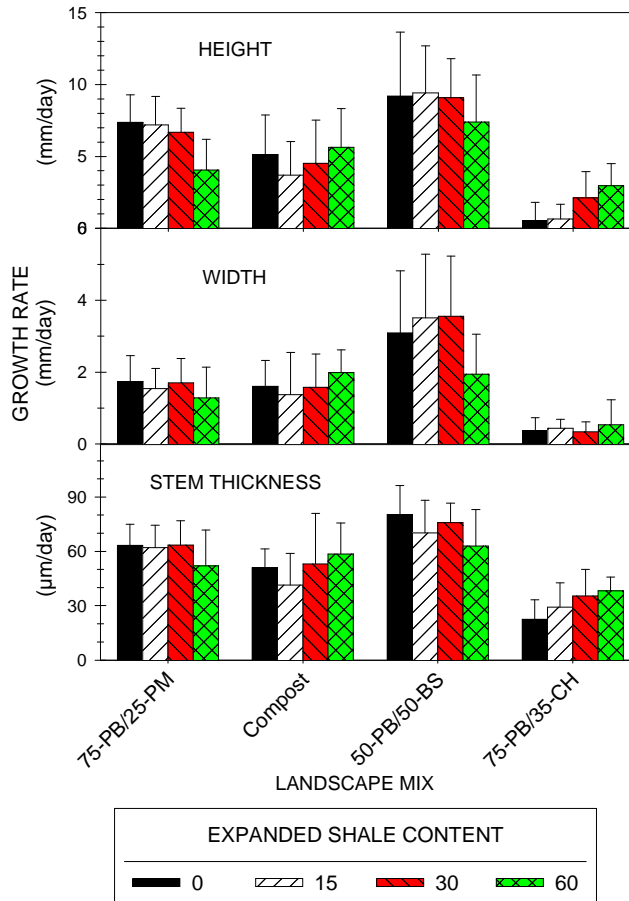 15
HEIGHT
10
(mm/day)
5
0
6
WIDTH
4
GROWTH RATE
(mm/day)
2
0
STEM THICKNESS
90
60
(µm/day)
30
0
75-PB/25-PM
Compost
50-PB/50-BS
75-PB/35-CH
LANDSCAPE MIX
EXPANDED SHALE CONTENT
0 15 30 60